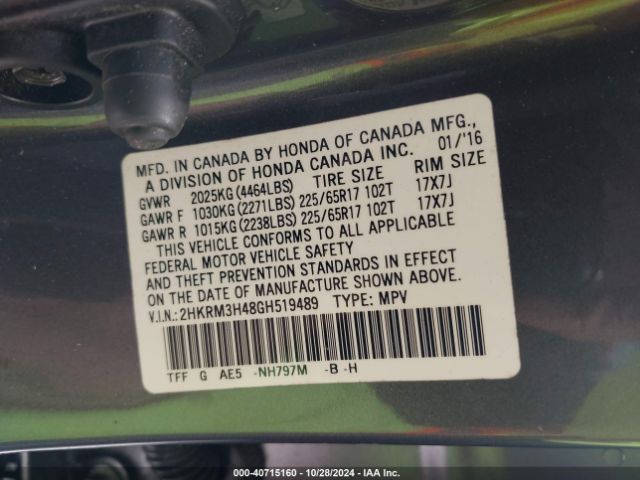 MFD. IN CANADA BY HONDA OF CANADA MFG.,
A DIVISION OF HONDA CANADA INC. 01/'16
GVWR 2025KG(4464LBS) TIRE SIZE RIM SIZE
GAWR F 1030KG(2271LBS) 225/65R17 102T 17X7J
GAWR R 1015KG(2238LBS) 225/65R17 102T 17X7J
THIS VEHICLE CONFORMS TO ALL APPLICABLE
FEDERAL MOTOR VEHICLE SAFETY
AND THEFT PREVENTION STANDARDS IN EFFECT
ON THE DATE OF MANUFACTURE SHOWN ABOVE.
V.I.N.:2HKRM3H48GH519489 TYPE: MPV
TFF G AE5 -NH797M -B -H
000-40715160 | 10/28/2024 | IAA Inc.